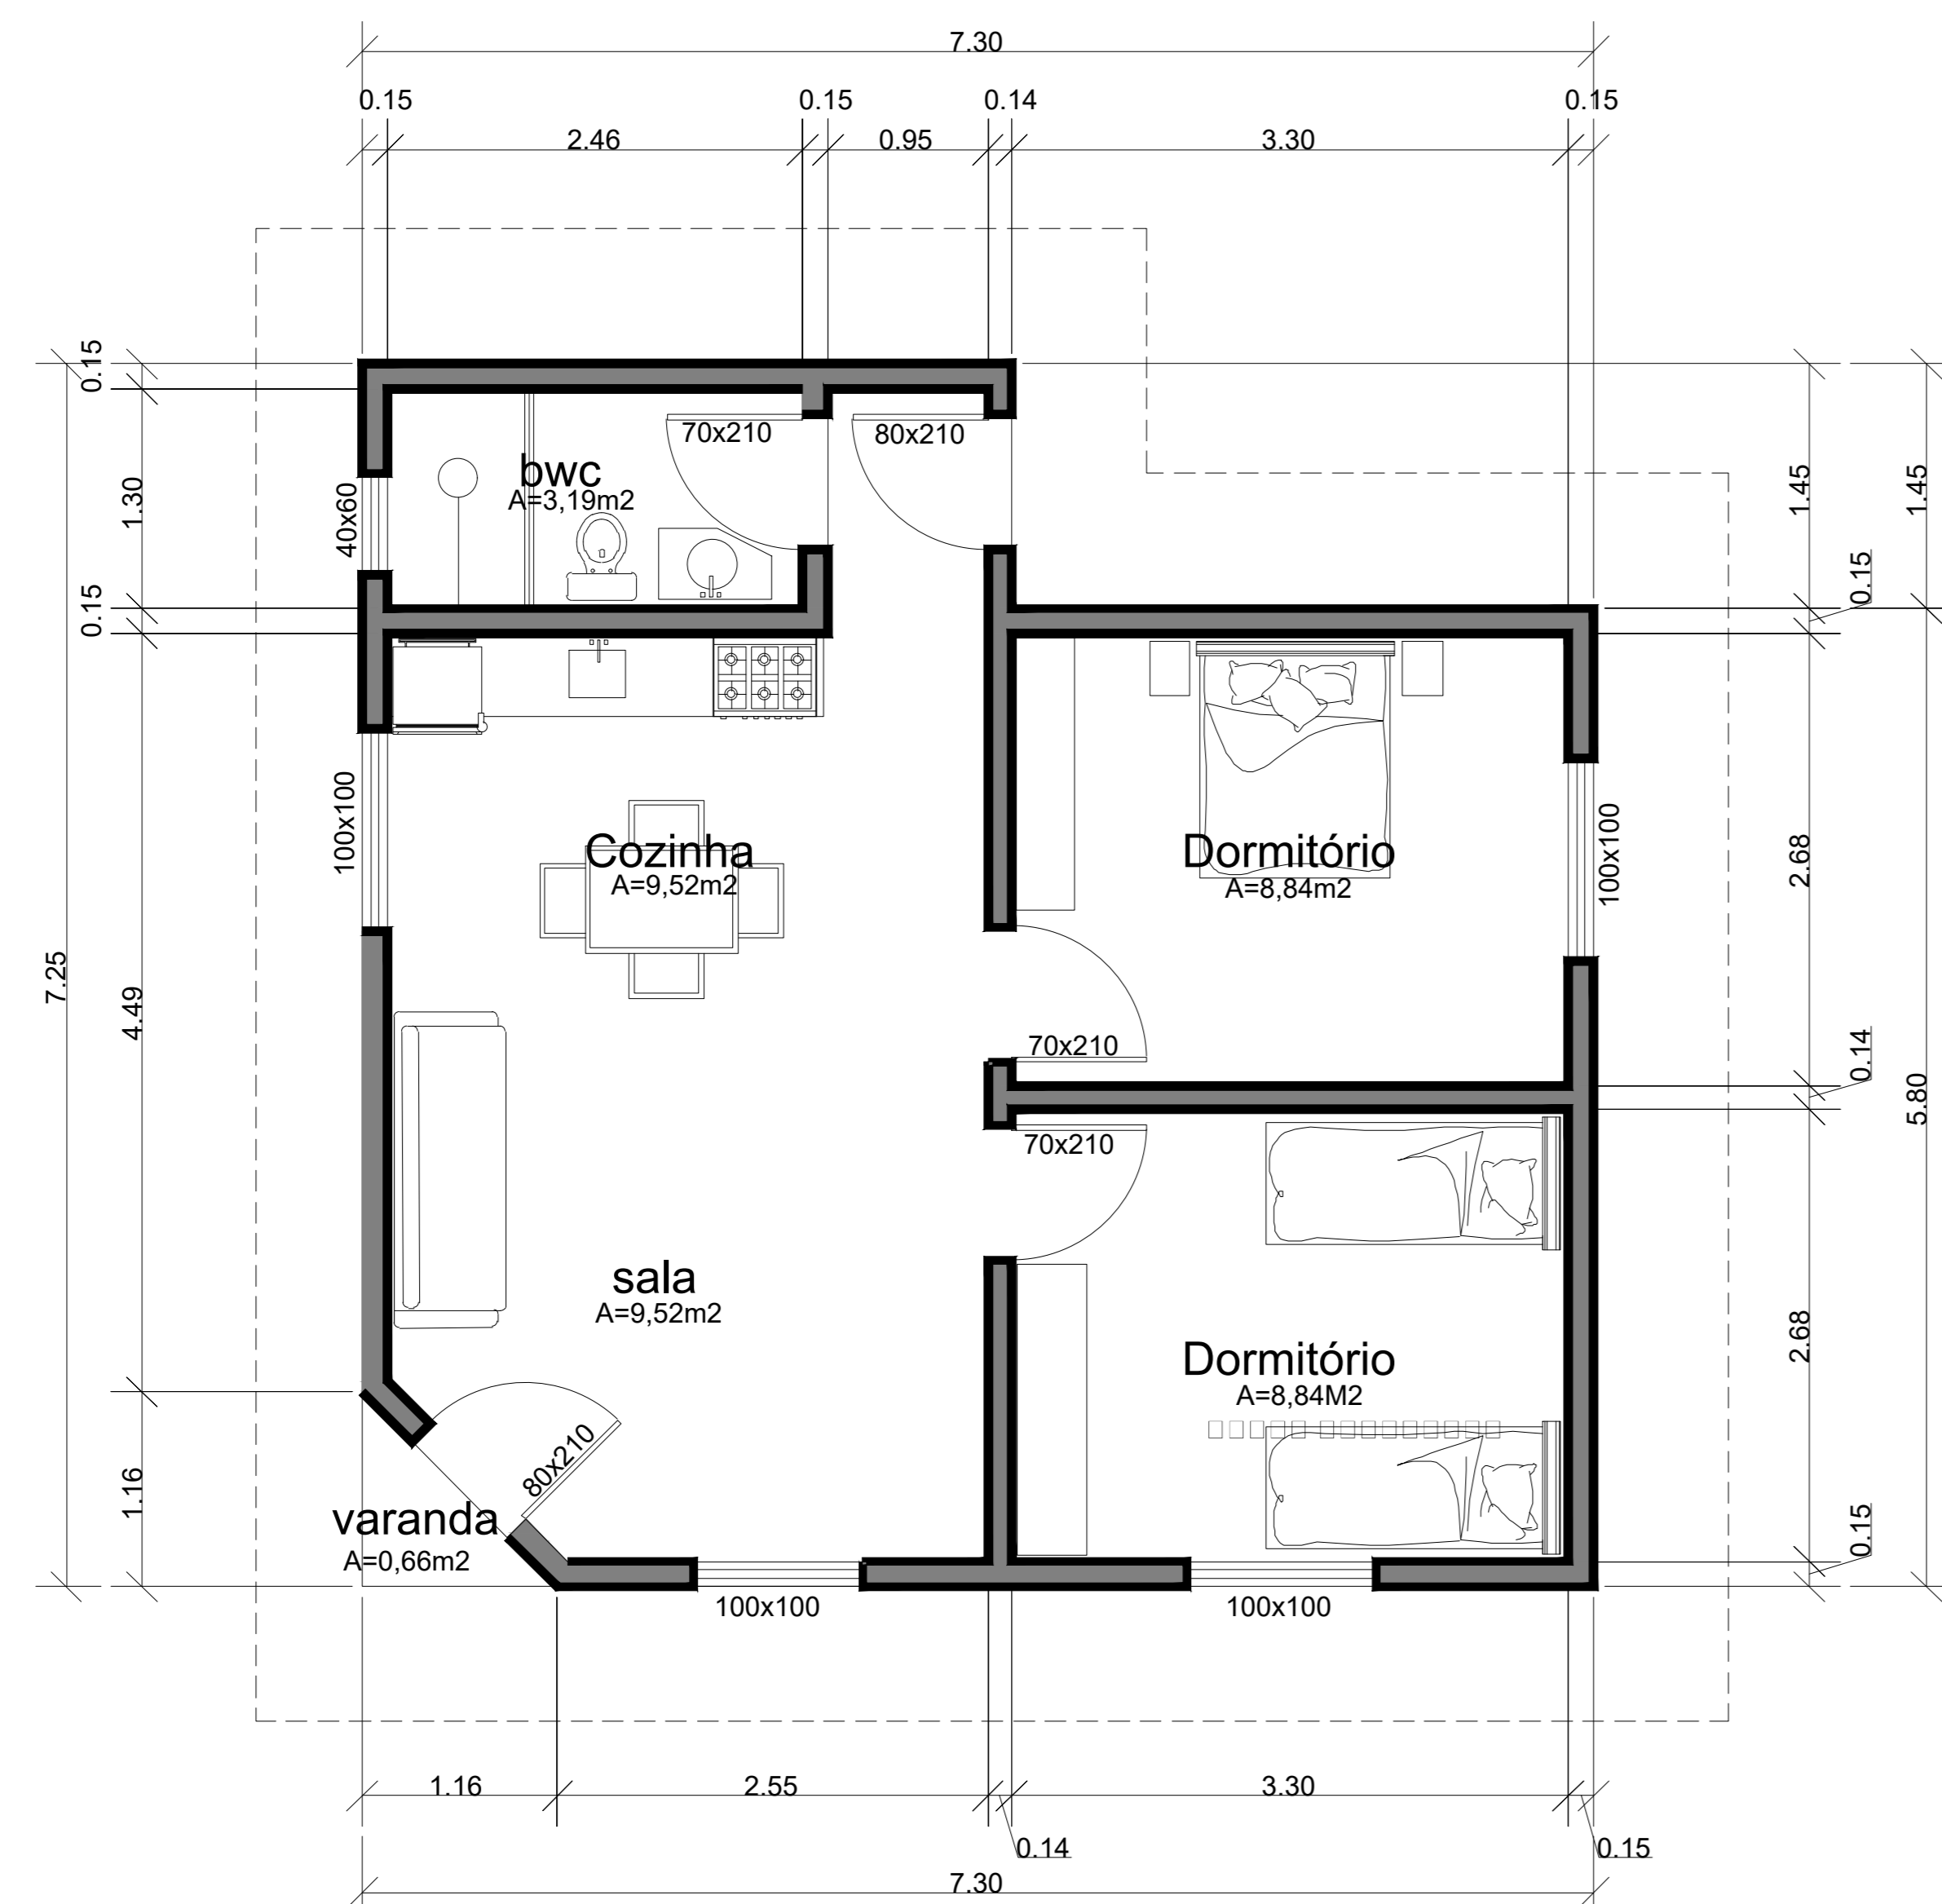 7.30
0.15
0.15
0.14
0.15
2.46
0.95
3.30
0.15
70x210
80x210
bwc
A=3,19m2
1.30
40x60
1.45
1.45
0.15
0.15
100x100
Cozinha
A=9,52m2
Dormitório
A=8,84m2
100x100
2.68
7.25
4.49
70x210
0.14
5.80
70x210
sala
A=9,52m2
Dormitório
A=8,84M2
2.68
80x210
1.16
varanda
A=0,66m2
0.15
100x100
100x100
1.16
2.55
3.30
0.14
0.15
7.30